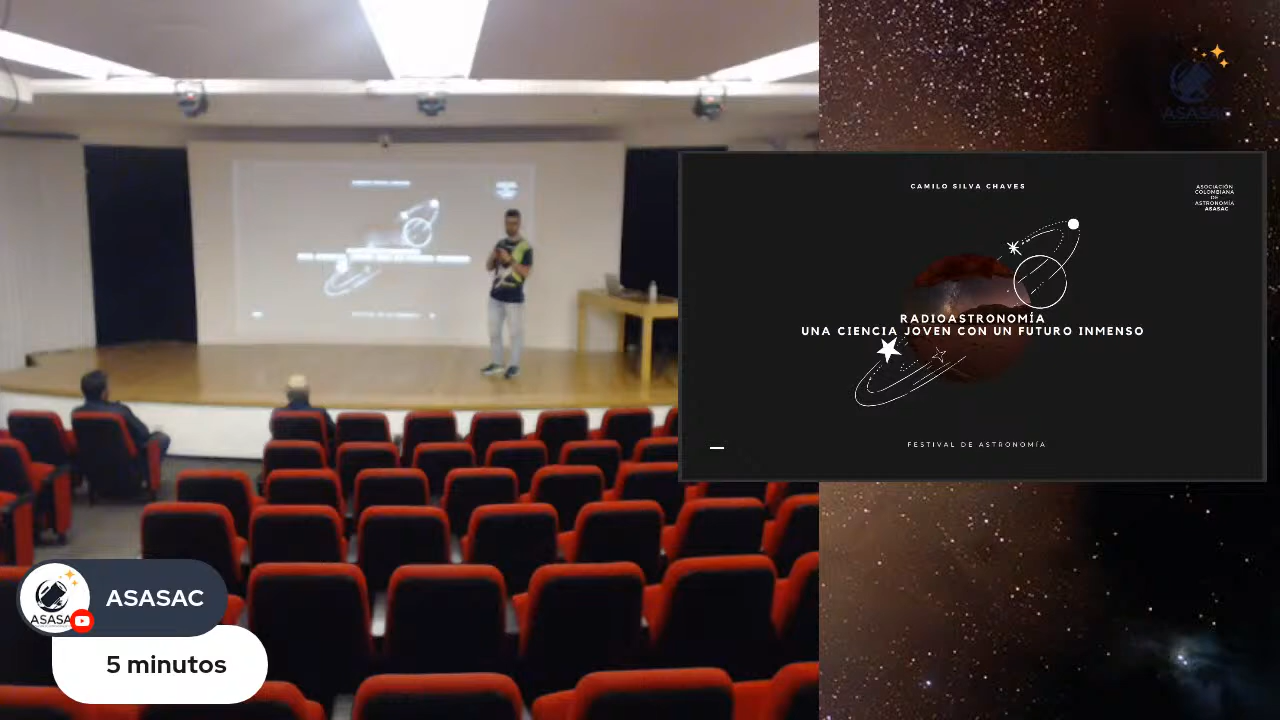 CAMILO SILVA CHAVES
ASOCIACIÓN
COLOMBIANA
DE
ASTRONOMÍA
ASASAC
RADIOASTRONOMÍA
UNA CIENCIA JOVEN CON UN FUTURO INMENSO
FESTIVAL DE ASTRONOMÍA
ASASAC
ASASAC
5 minutos